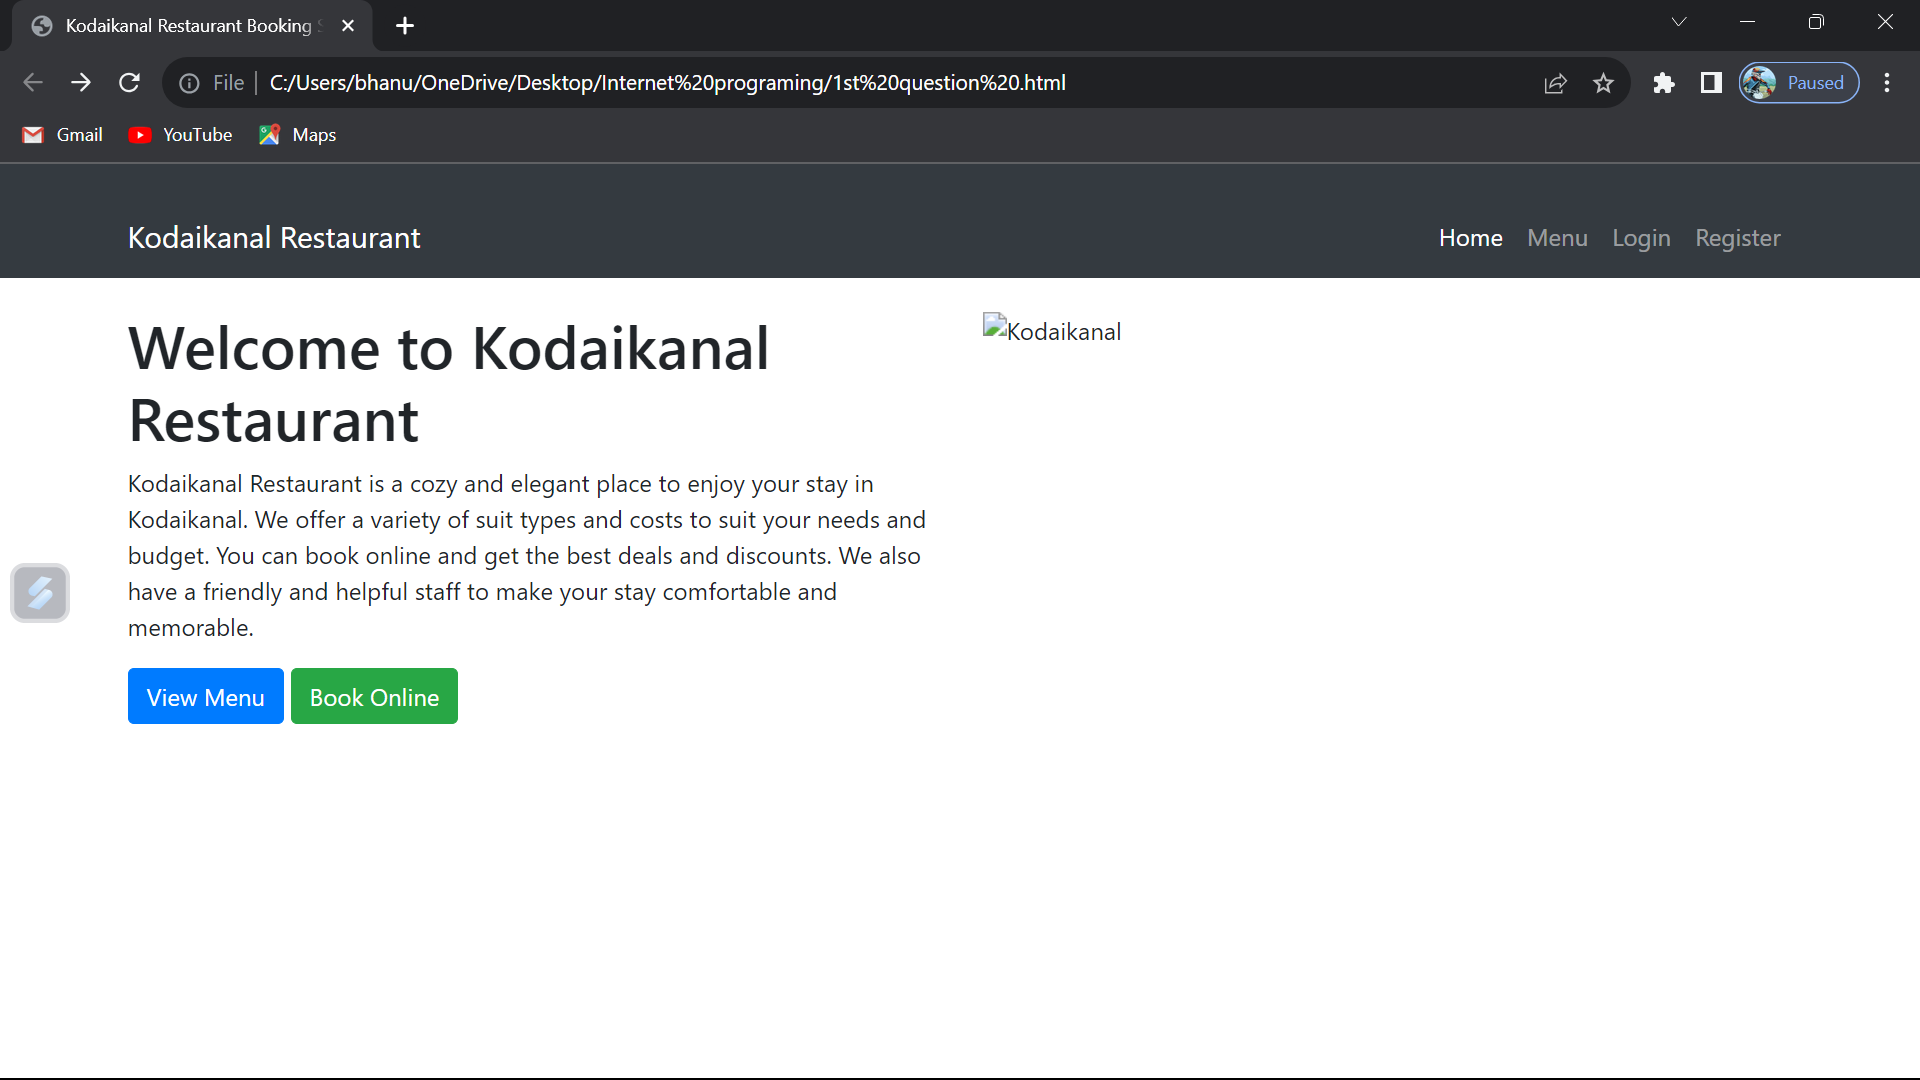 Kodaikanal Restaurant Booking
File
C:/Users/bhanu/OneDrive/Desktop/Internet%20programing/1st%20question%20.html
Paused
Gmail YouTube Maps
Kodaikanal Restaurant
Home Menu Login Register
Welcome to Kodaikanal
Restaurant
Kodaikanal Restaurant is a cozy and elegant place to enjoy your stay in
Kodaikanal. We offer a variety of suit types and costs to suit your needs and
budget. You can book online and get the best deals and discounts. We also
have a friendly and helpful staff to make your stay comfortable and
memorable.
View Menu Book Online
Kodaikanal